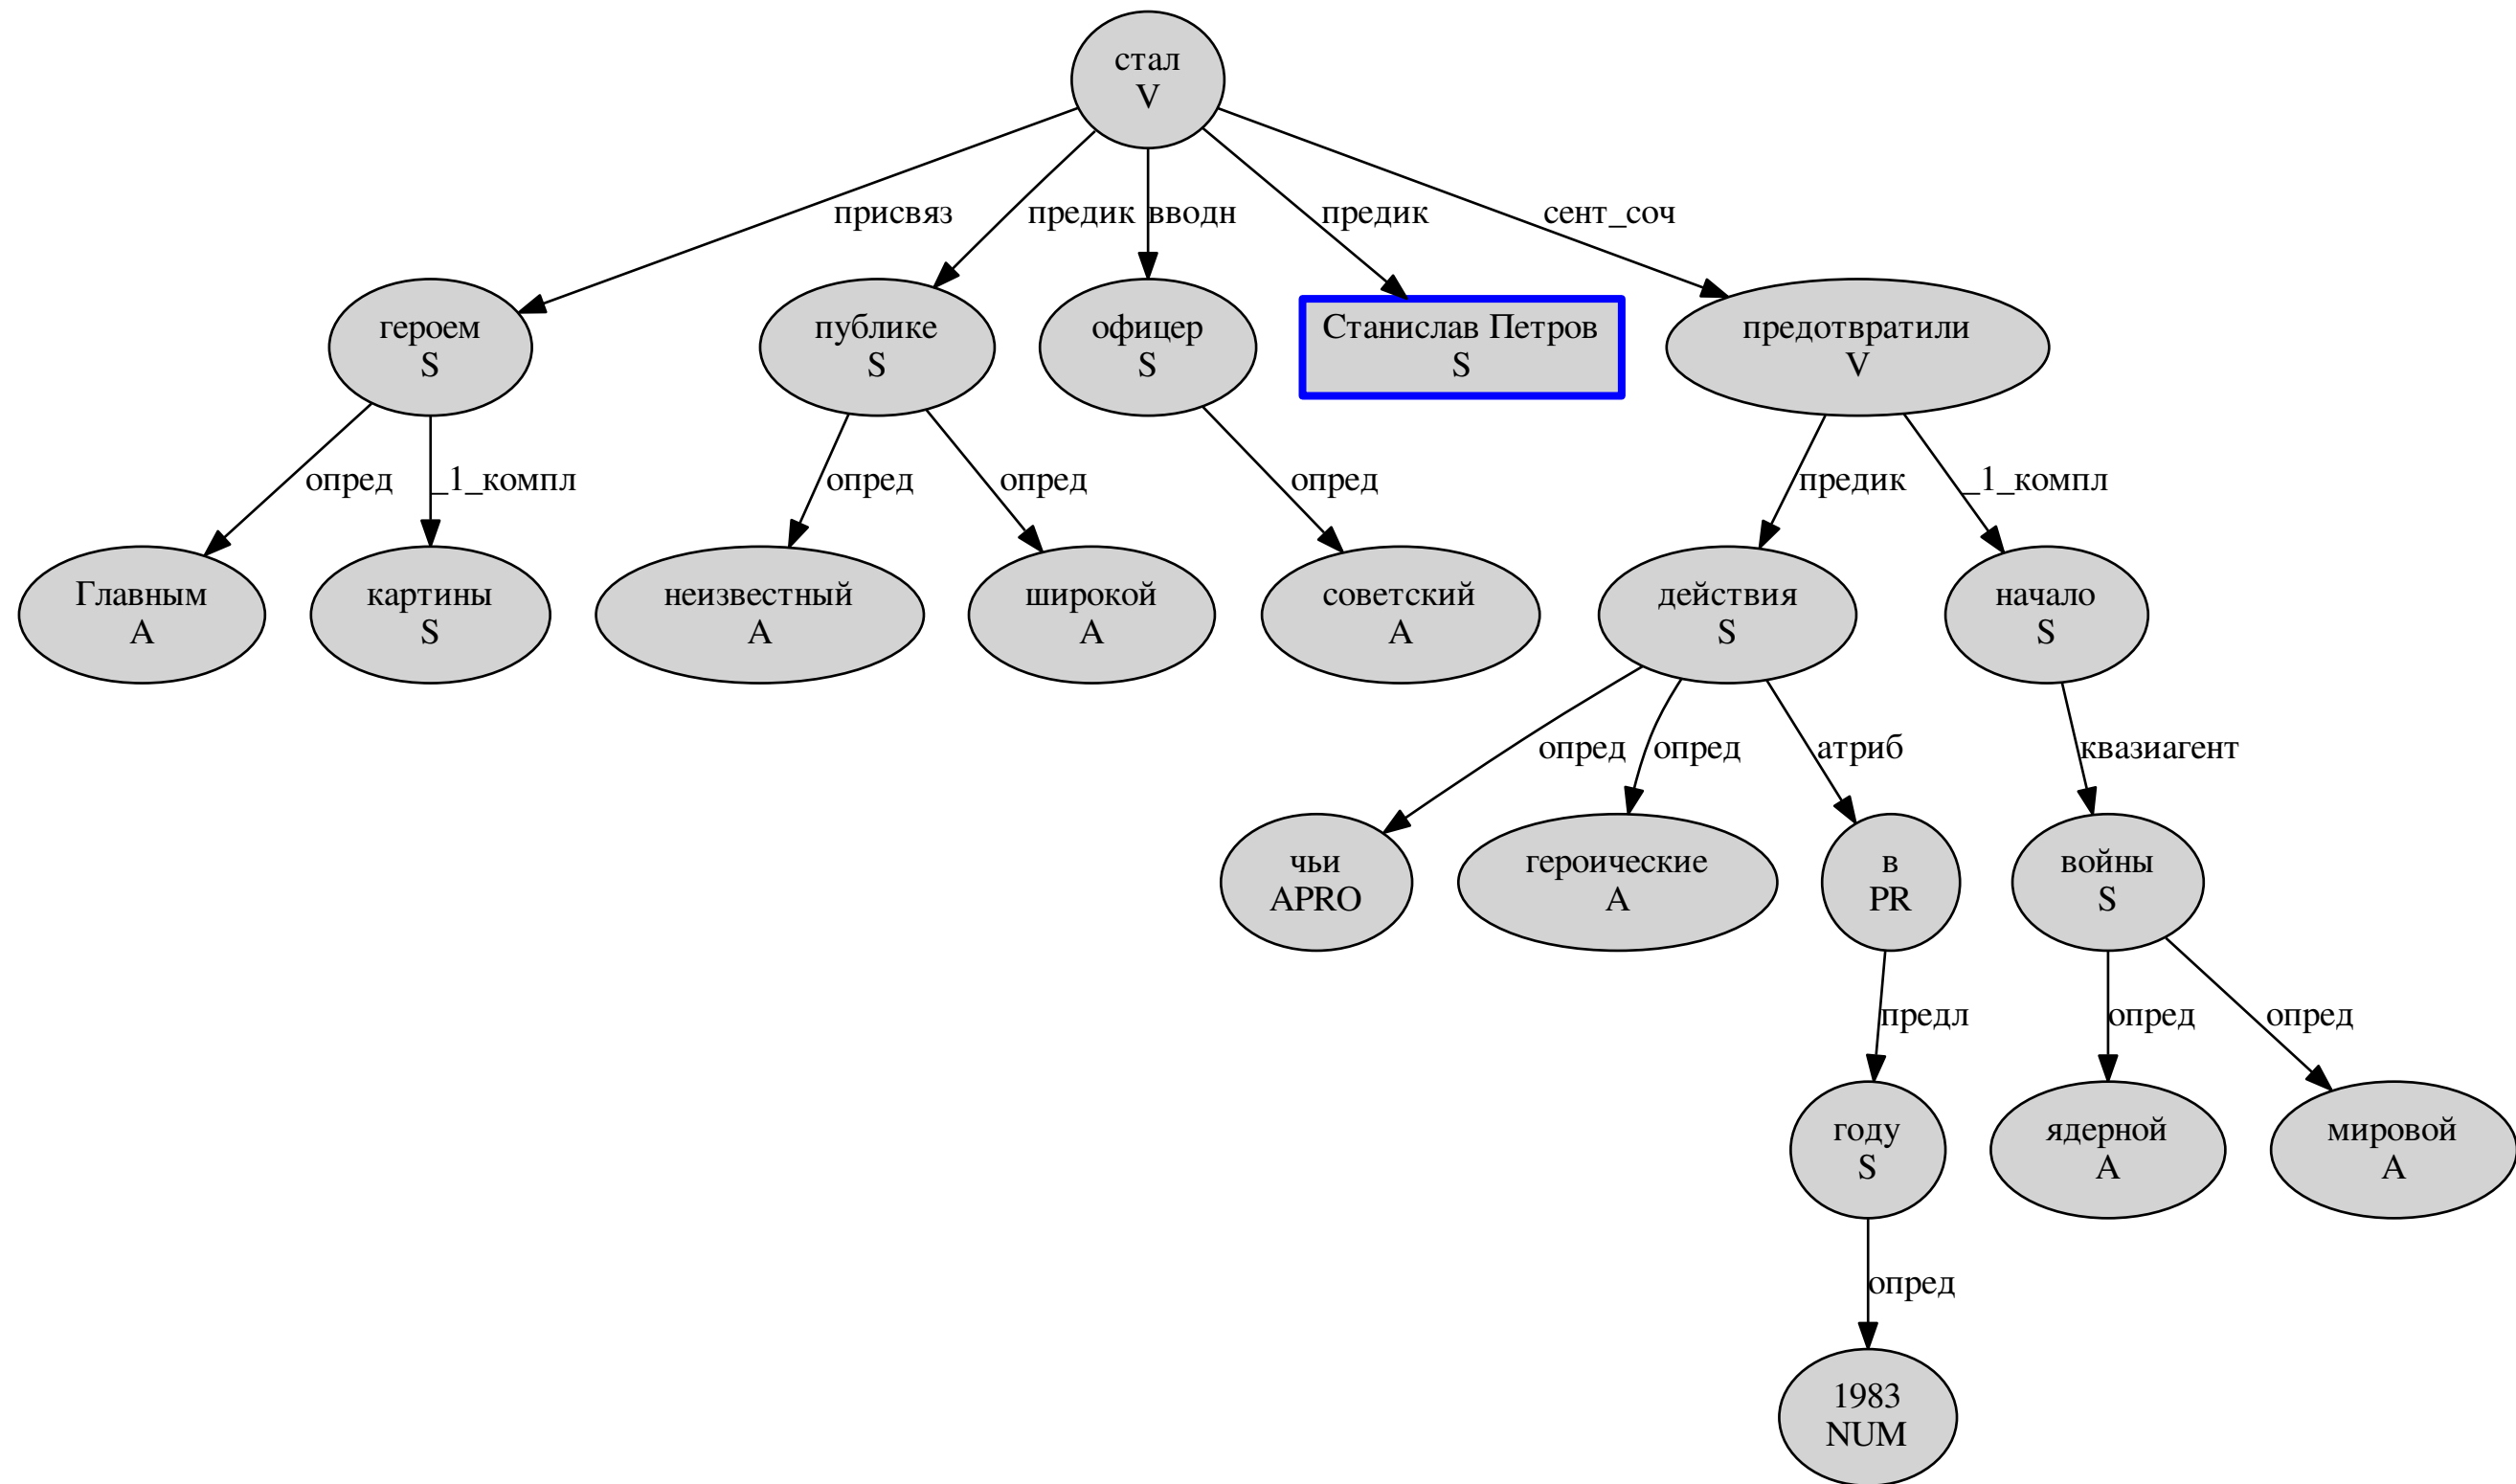 стал
V
присвяз
предик
вводн
предик
сент_соч
героем
S
публике
S
офицер
S
Станислав Петров
S
предотвратили
V
опред
_1_компл
опред
опред
опред
предик
_1_компл
Главным
A
картины
S
неизвестный
A
широкой
A
советский
A
действия
S
начало
S
опред
опред
атриб
квазиагент
чьи
APRO
героические
A
в
PR
войны
S
предл
опред
опред
году
S
ядерной
A
мировой
A
опред
1983
NUM